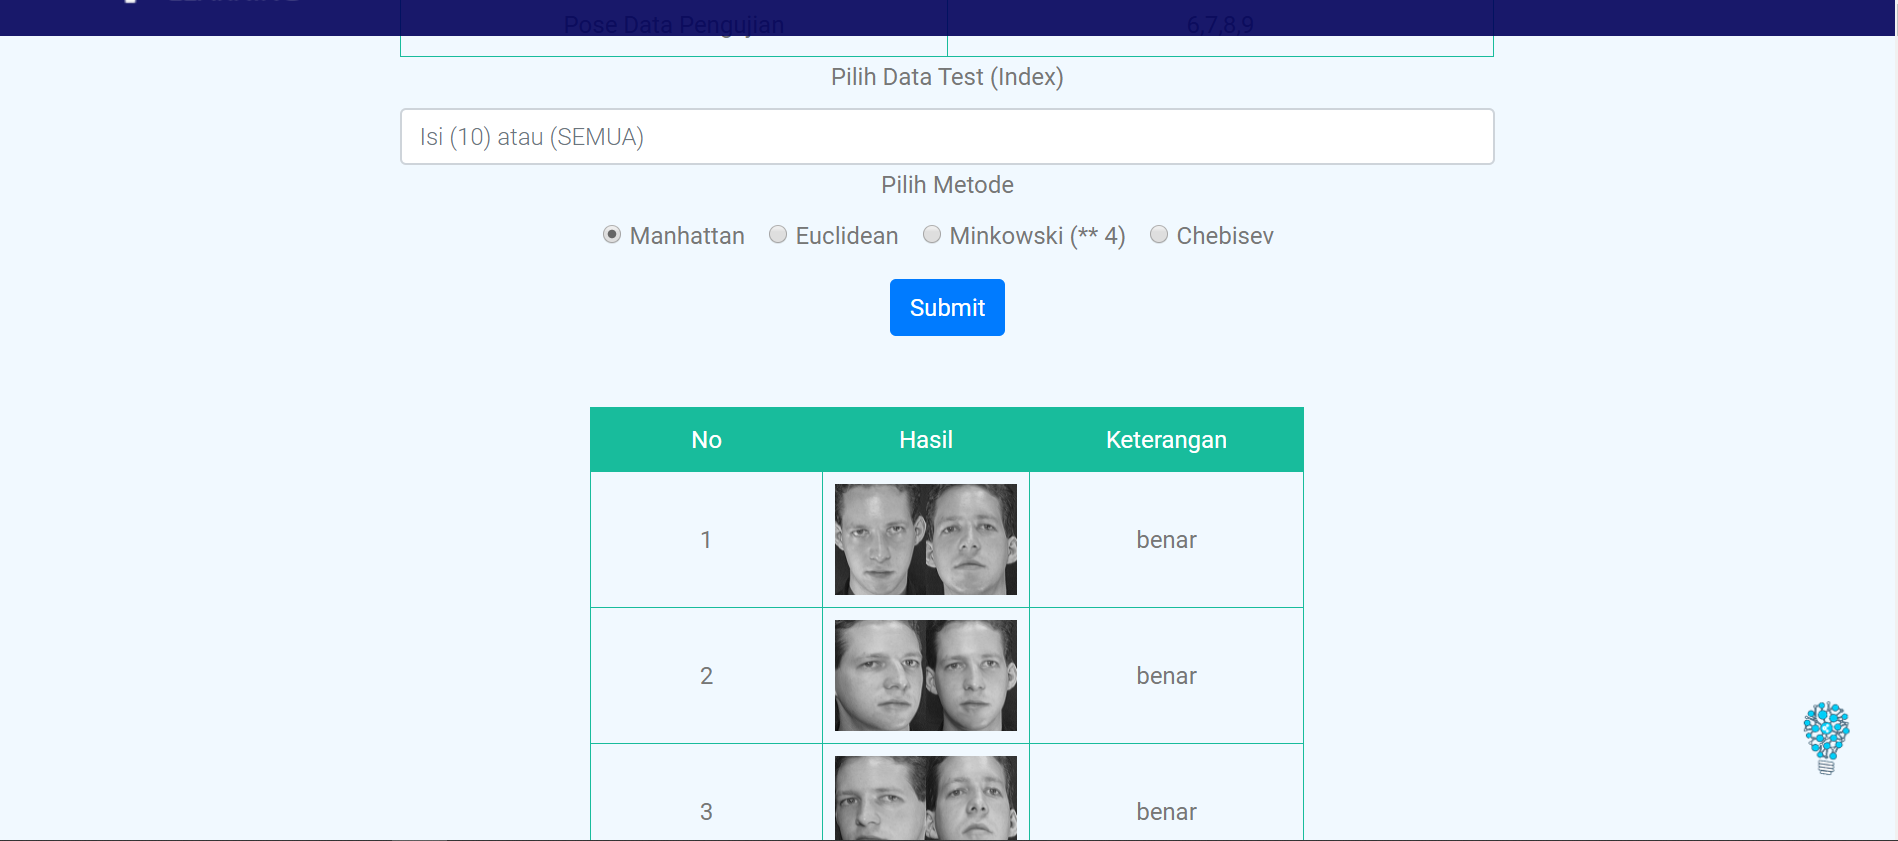 Pose Data Pengujian 6,7,8,9
Pilih Data Test (Index)
Isi (10) atau (SEMUA)
Pilih Metode
Manhattan Euclidean Minkowski (** 4) Chebisev
Submit
No Hasil Keterangan
1 benar
2 benar
3 benar